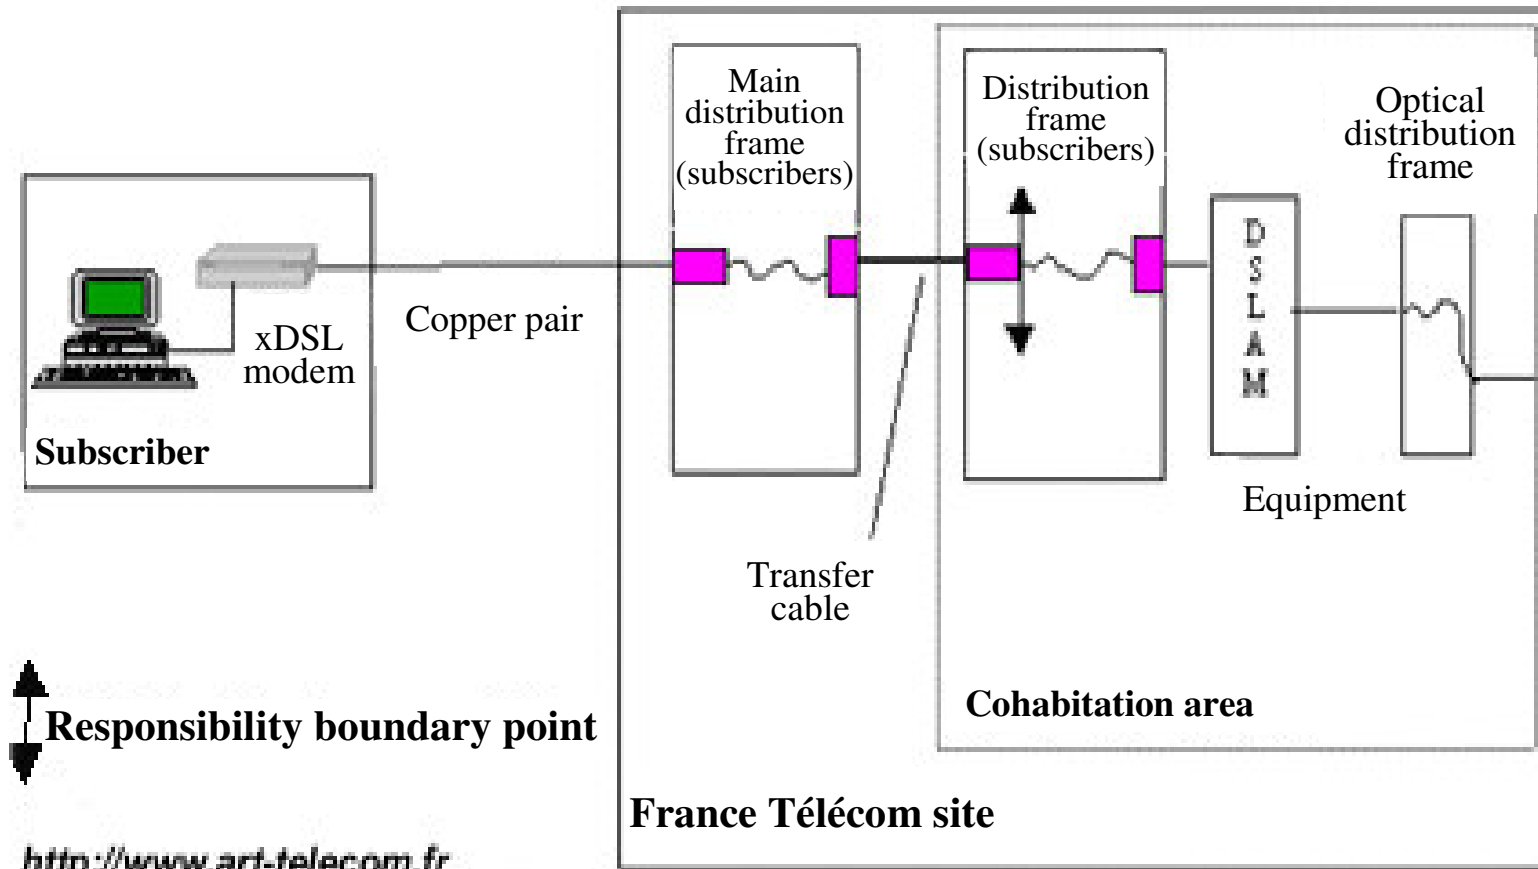 Main
distribution
frame
(subscribers)
Distribution
frame
(subscribers)
Optical
distribution
frame
D
S
L
A
M
Copper pair
xDSL
modem
Subscriber
Equipment
Transfer
cable
Cohabitation area
Responsibility boundary point
France Télécom site
http://www.art-telecom.fr